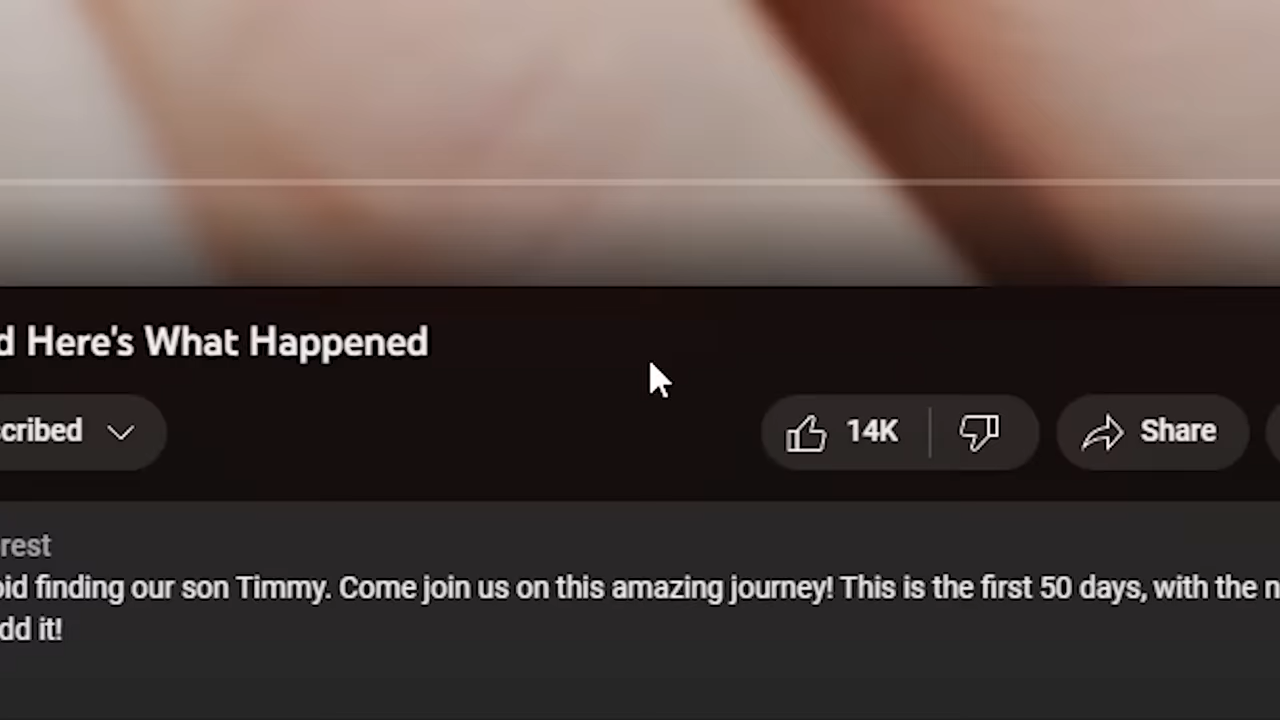 d Here's What Happened
cribed
14K
Share
rest
oid finding our son Timmy. Come join us on this amazing journey! This is the first 50 days, with the n
dd it!